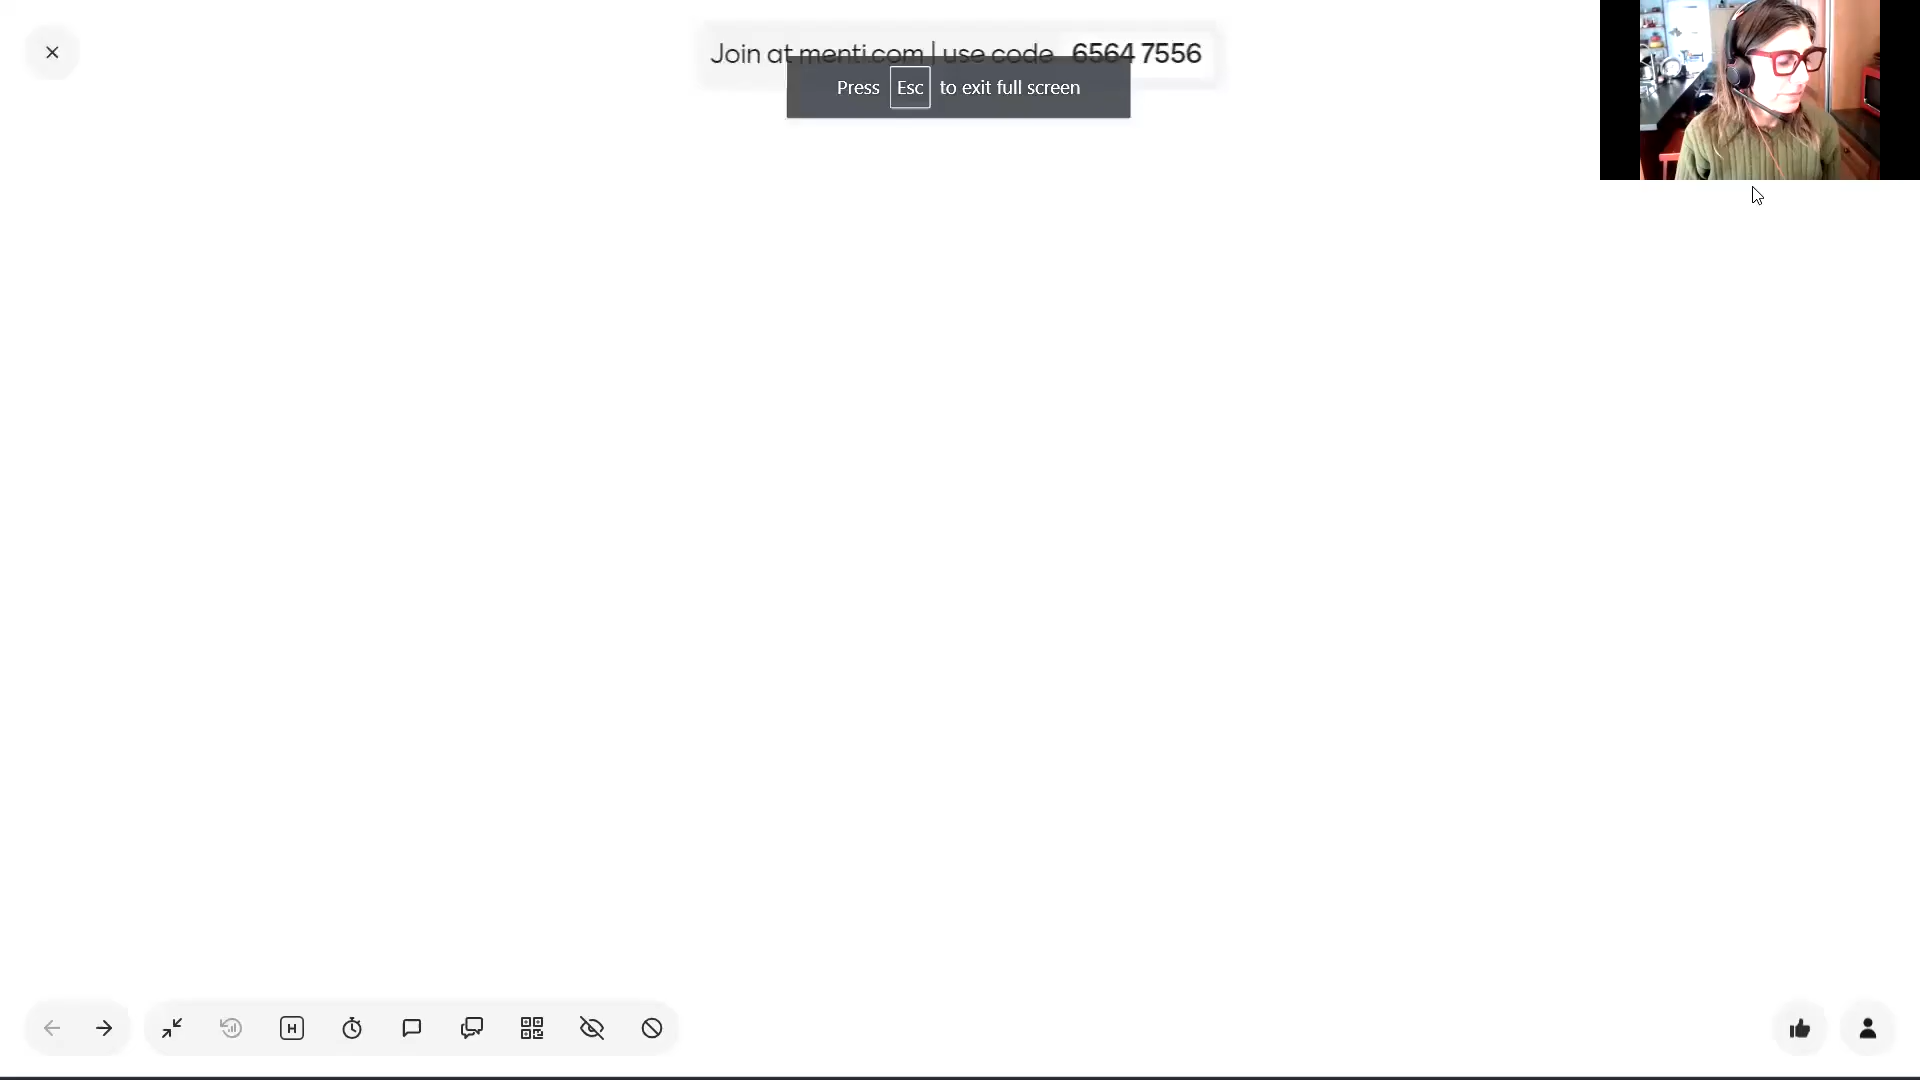 Join at menti.com | use code 6564 7556
Press Esc to exit full screen
H